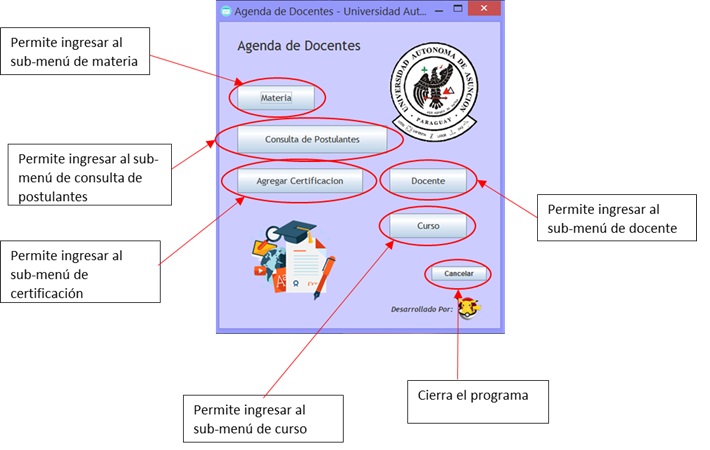 Agenda de Docentes - Universidad Aut...
Agenda de Docentes
Permite ingresar al
sub-menú de materia
UNIVERSIDAD AUTONOMA DE ASUNCION
PARAGUAY
Materia
Consulta de Postulantes
Permite ingresar al sub-
menú de consulta de
postulantes
Agregar Certificacion
Docente
Permite ingresar al
sub-menú de docente
Curso
Permite ingresar al
sub-menú de
certificación
Cancelar
Desarrollado Por:
Cierra el programa
Permite ingresar al
sub-menú de curso